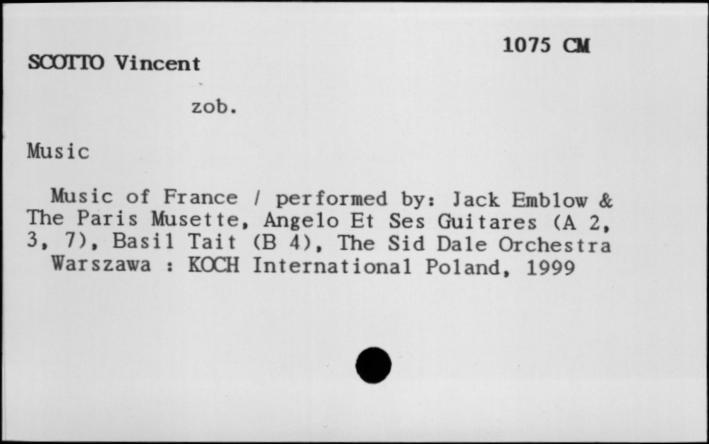 1075 CM
SCOTTO Vincent
zob.
Music
Music of France / performed by: Jack Emblow &
The Paris Musette, Angelo Et Ses Guitares (A 2,
3, 7), Basil Tait (B 4), The Sid Dale Orchestra
Warszawa : KOCH International Poland, 1999